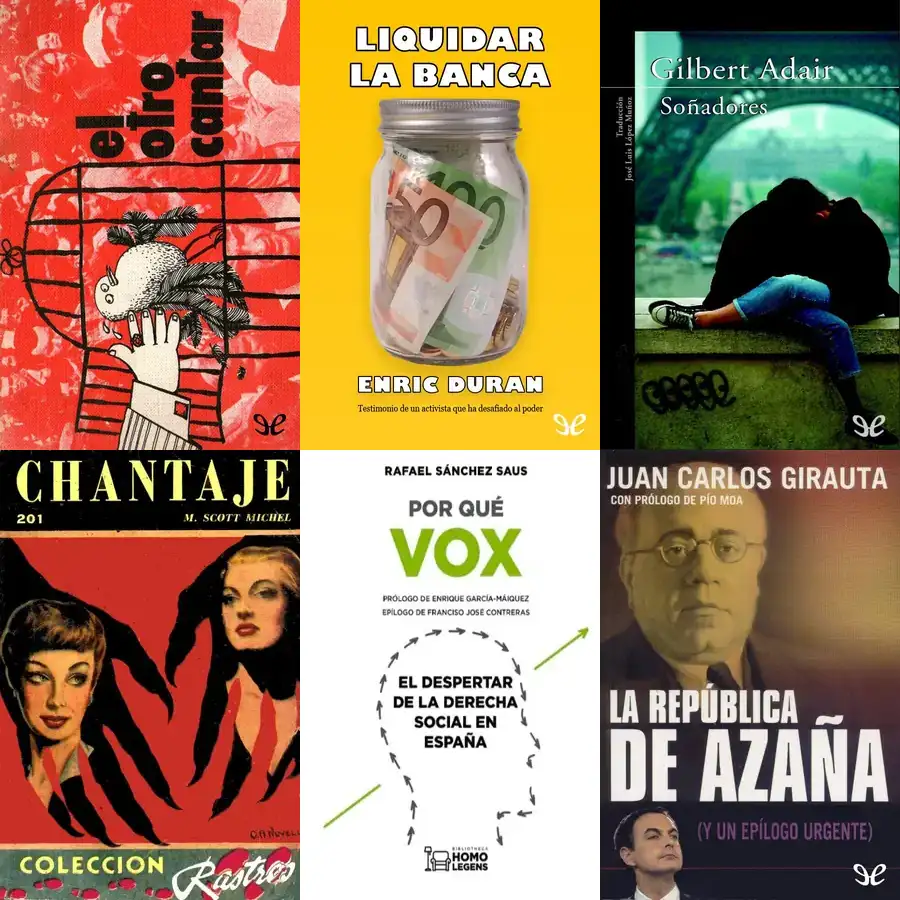 el
otro
cantar
LIQUIDAR
LA BANCA
ENRIC DURAN
Testimonio de un activista que ha desafiado al poder
Gilbert Adair
Soñadores
Traducción
José Luis López Muñoz
CHANTAJE
201 M. SCOTT MICHEL
COLECCION Rastros
RAFAEL SÁNCHEZ SAUS
POR QUÉ
VOX
PRÓLOGO DE ENRIQUE GARCÍA-MÁIQUEZ
EPÍLOGO DE FRANCISO JOSÉ CONTRERAS
EL DESPERTAR
DE LA DERECHA
SOCIAL EN
ESPAÑA
BIBLIOTHECA
HOMO
LEGENS
JUAN CARLOS GIRAUTA
CON PRÓLOGO DE PÍO MOA
LA REPÚBLICA
DE AZAÑA
(Y UN EPÍLOGO URGENTE)